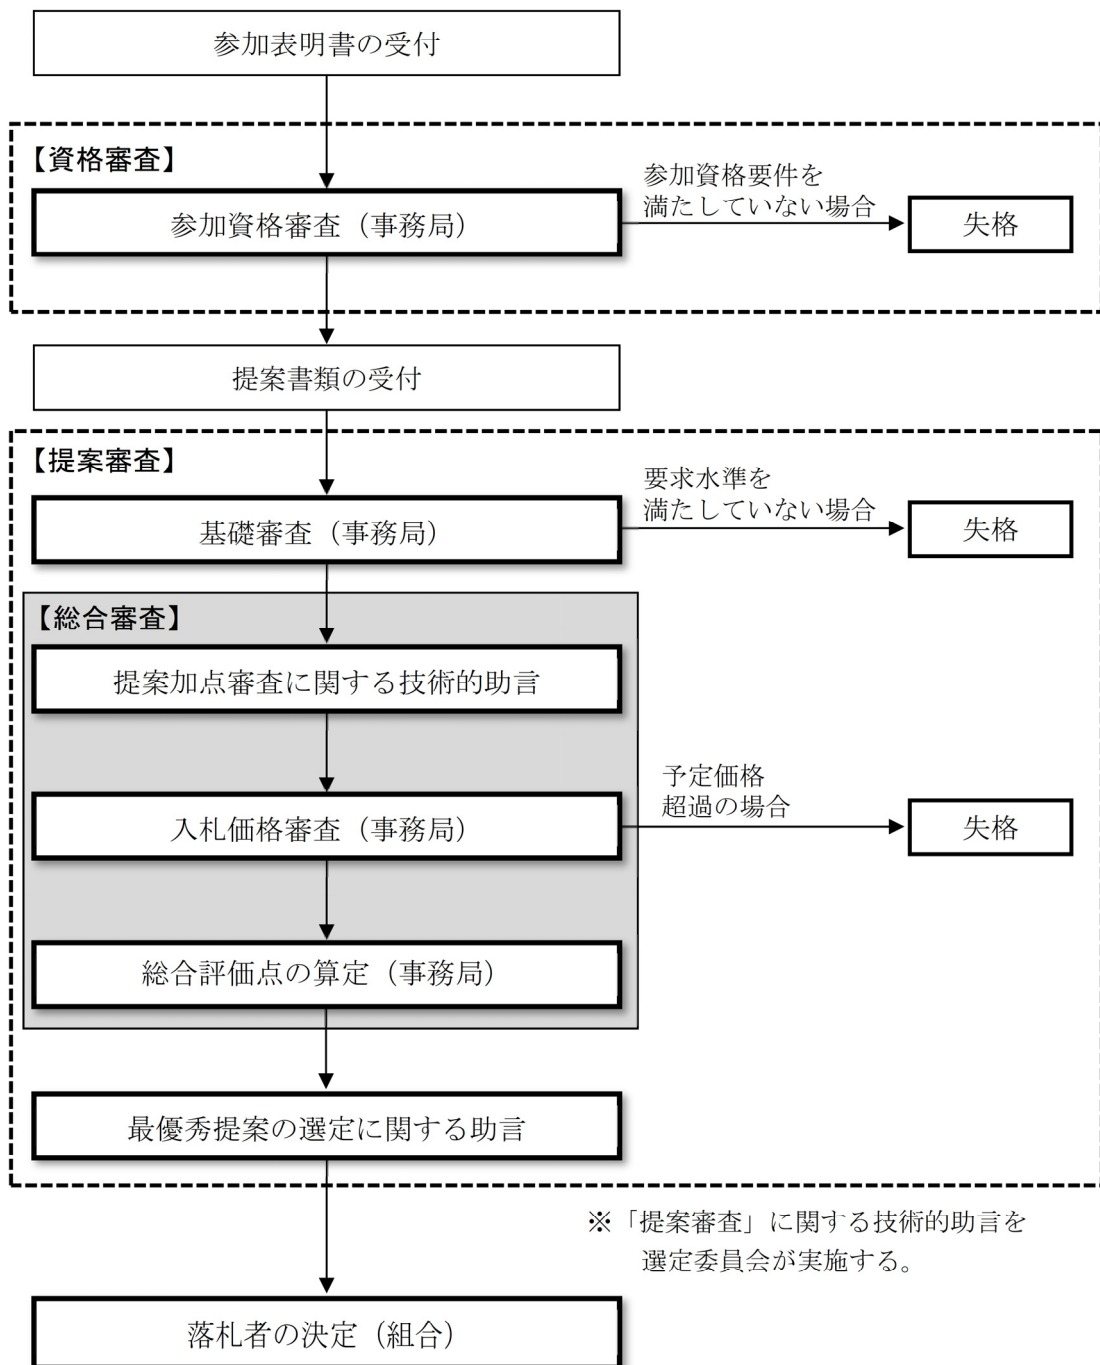 参加表明書の受付
【資格審査】
参加資格審査（事務局）
参加資格要件を
満たしていない場合
失格
提案書類の受付
【提案審査】
基礎審査（事務局）
要求水準を
満たしていない場合
失格
【総合審査】
提案加点審査に関する技術的助言
入札価格審査（事務局）
予定価格
超過の場合
失格
総合評価点の算定（事務局）
最優秀提案の選定に関する助言
※「提案審査」に関する技術的助言を
選定委員会が実施する。
落札者の決定（組合）